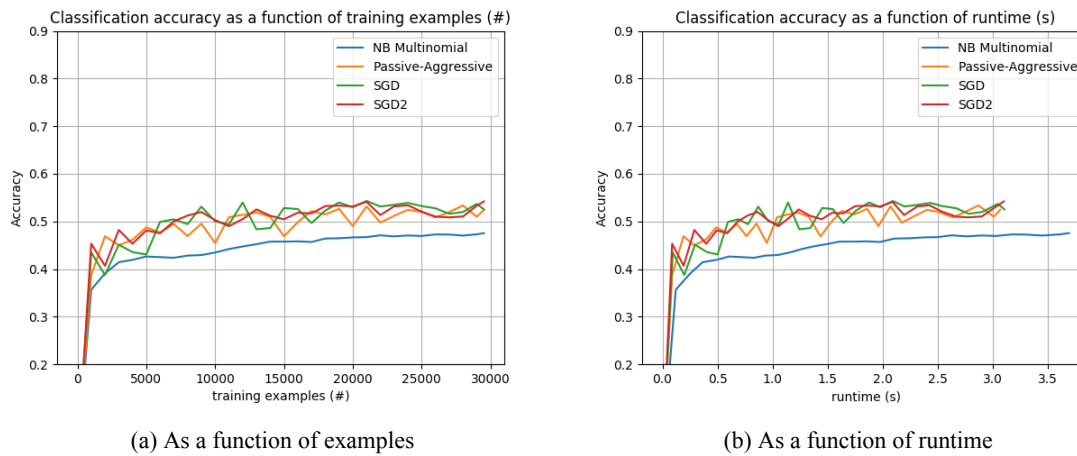 Classification accuracy as a function of training examples (#)
0.9
0.8
0.7
0.6
0.5
0.4
0.3
0.2
Accuracy
NB Multinomial
Passive-Aggressive
SGD
SGD2
0 5000 10000 15000 20000 25000 30000
training examples (#)
(a) As a function of examples
Classification accuracy as a function of runtime (s)
0.9
0.8
0.7
0.6
0.5
0.4
0.3
0.2
Accuracy
NB Multinomial
Passive-Aggressive
SGD
SGD2
0.0 0.5 1.0 1.5 2.0 2.5 3.0 3.5
runtime (s)
(b) As a function of runtime